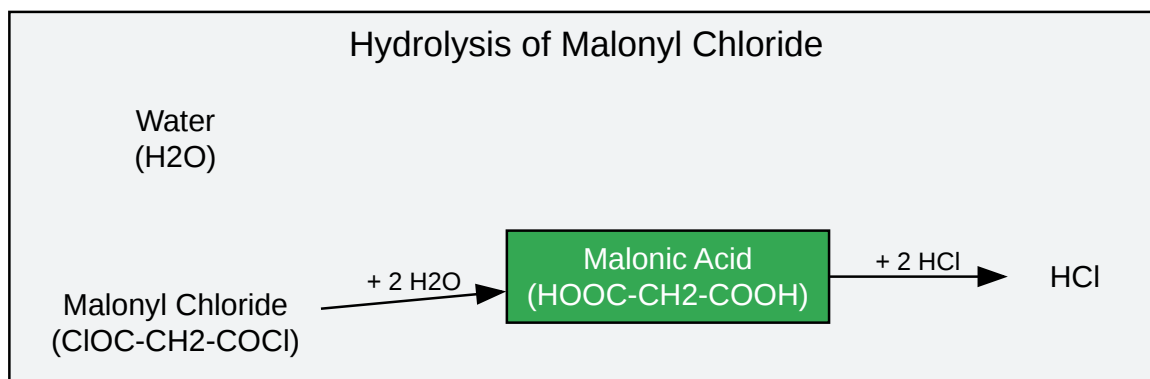 Hydrolysis of Malonyl Chloride
Water
(H2O)
Malonyl Chloride
(ClOC-CH2-COCl)
+ 2 H2O
Malonic Acid
(HOOC-CH2-COOH)
+ 2 HCl
HCl